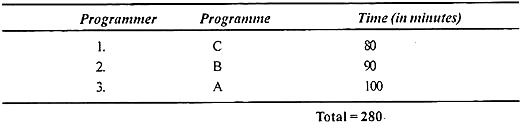 Programmer Programme Time (in minutes)
1. C 80
2. B 90
3. A 100
Total = 280